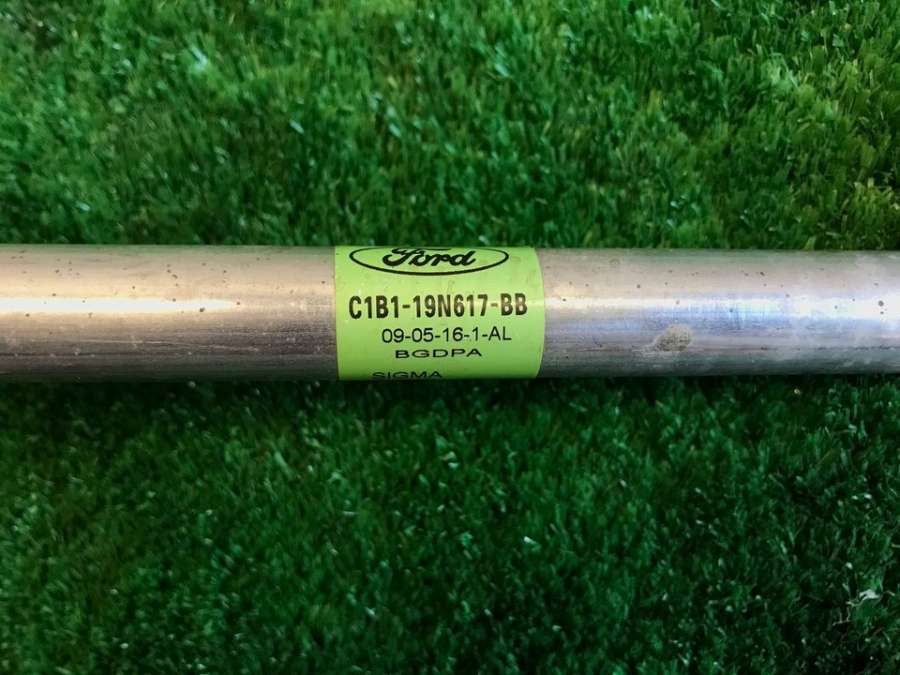 Ford
C1B1-19N617-BB
09-05-16-1-AL
BGDPA
SIGMA